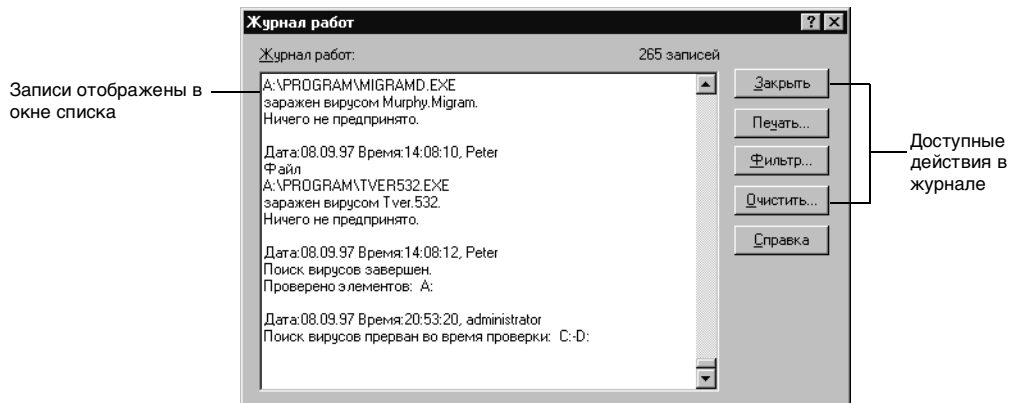 Журнал работ
Журнал работ:
265 записей
Записи отображены в
окне списка
A:\PROGRAM\MIGRAMD.EXE
заражен вирусом Murphy.Migram.
Ничего не предпринято.
Дата:08.09.97 Время:14:08:10, Peter
Файл
A:\PROGRAM\TVER532.EXE
заражен вирусом Tver.532.
Ничего не предпринято.
Дата:08.09.97 Время:14:08:12, Peter
Поиск вирусов завершен.
Проверено элементов:  A:
Дата:08.09.97 Время:20:53:20, administrator
Поиск вирусов прерван во время проверки:  C:-D:
Закрыть
Печать...
Фильтр...
Очистить...
Справка
Доступные
действия в
журнале